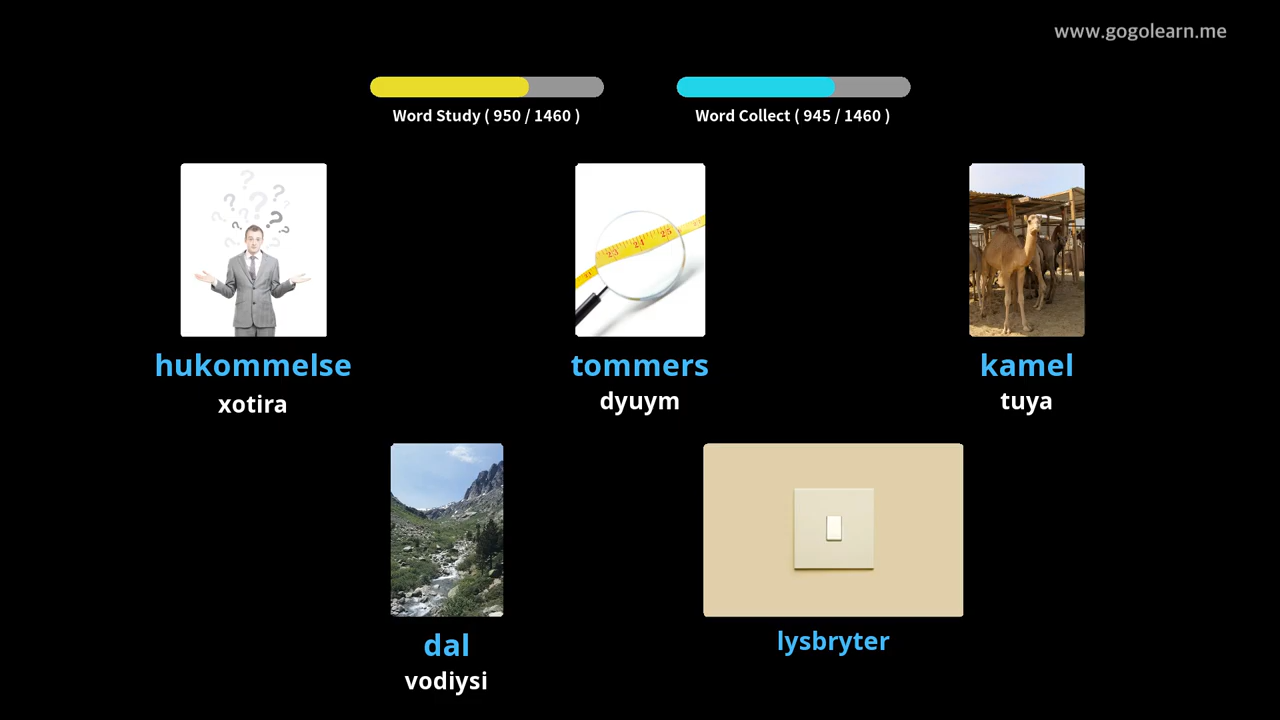 www.gogolearn.me
Word Study ( 950 / 1460 )
Word Collect ( 945 / 1460 )
hukommelse
xotira
tommers
dyuym
kamel
tuya
dal
vodiysi
lysbryter